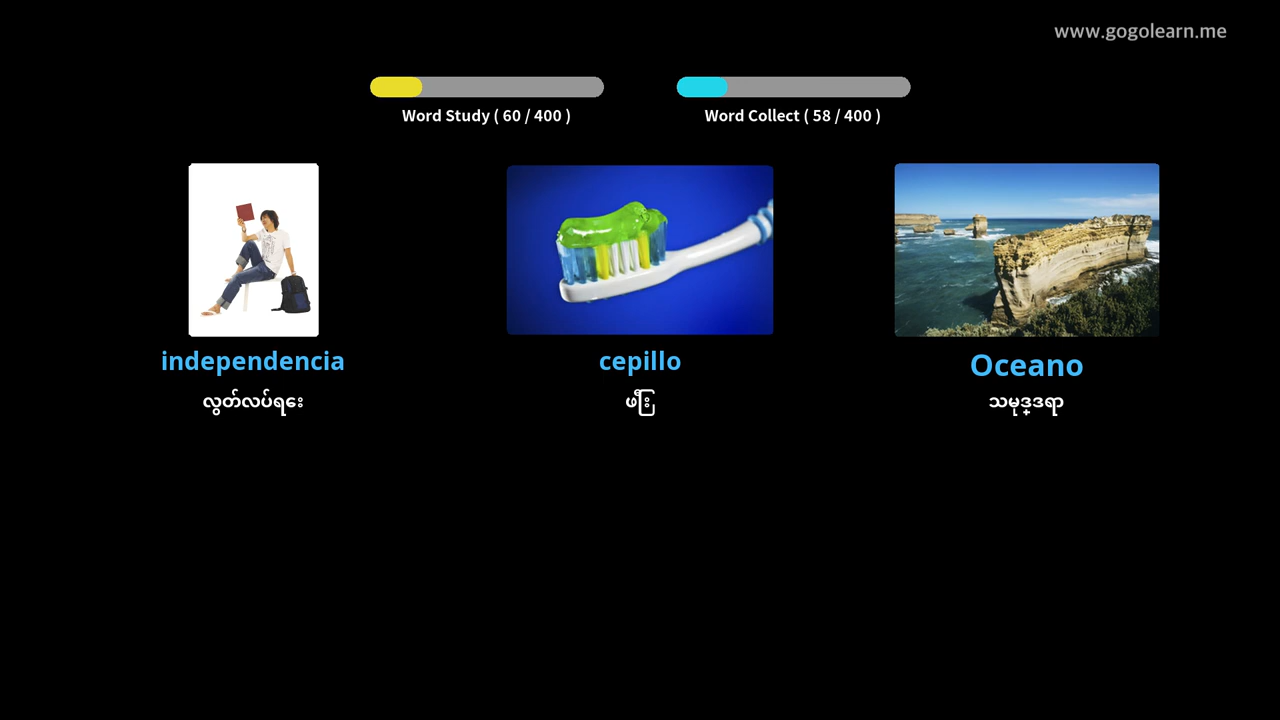 www.gogolearn.me
Word Study ( 60 / 400 )
Word Collect ( 58 / 400 )
independencia
cepillo
Oceano
လွတ်လပ်ရေး
ဖြီး
သမုဒ္ဒရာ